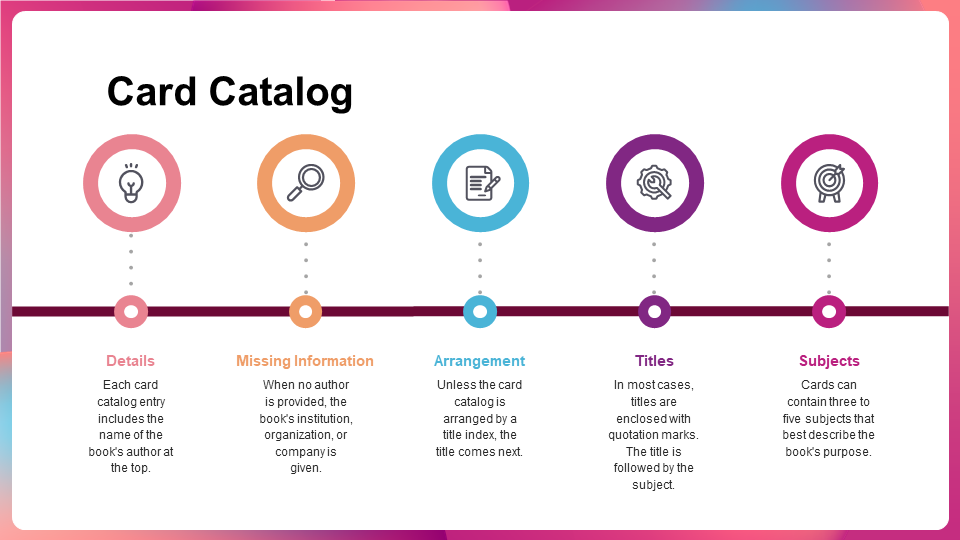 Card Catalog
Details
Each card
catalog entry
includes the
name of the
book's author at
the top.
Missing Information
When no author
is provided, the
book's institution,
organization, or
company is
given.
Arrangement
Unless the card
catalog is
arranged by a
title index, the
title comes next.
Titles
In most cases,
titles are
enclosed with
quotation marks.
The title is
followed by the
subject.
Subjects
Cards can
contain three to
five subjects that
best describe the
book's purpose.